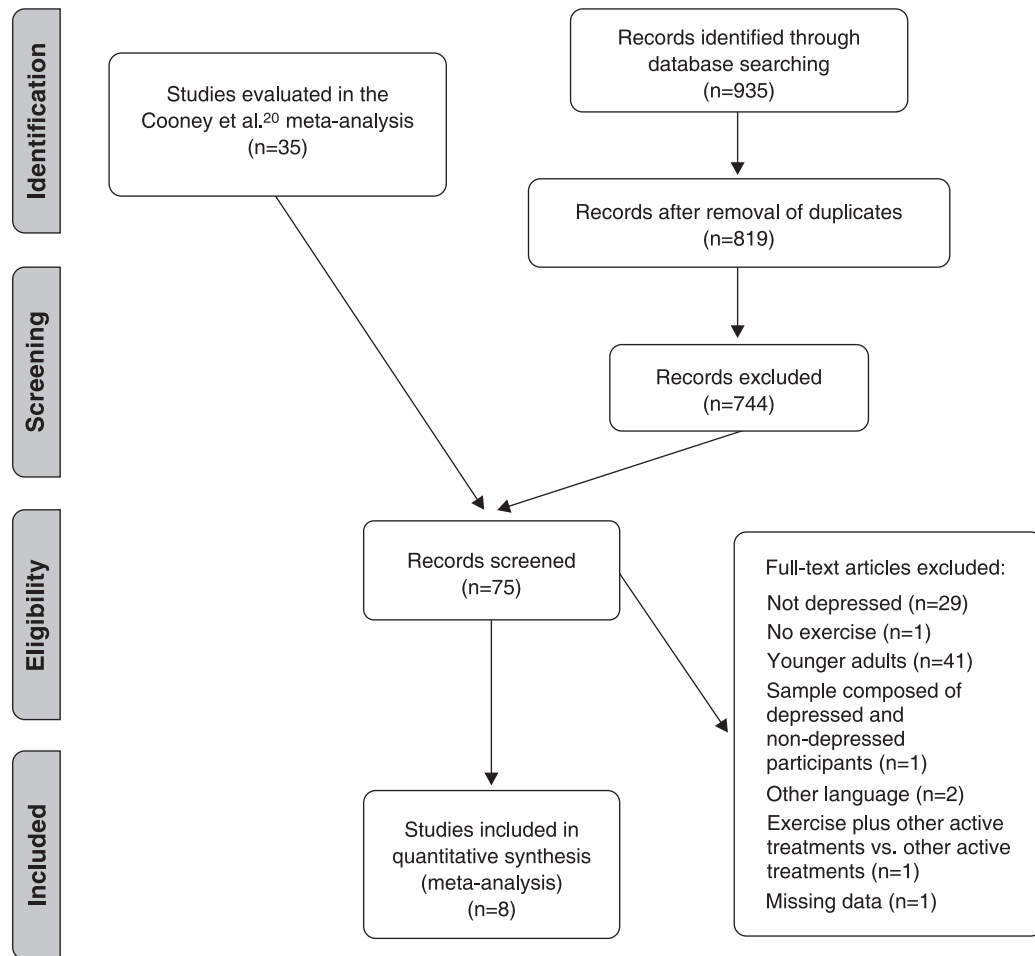 Identification
Studies evaluated in the
Cooney et al.²⁰ meta-analysis
(n=35)
Records identified through
database searching
(n=935)
Records after removal of duplicates
(n=819)
Screening
Records excluded
(n=744)
Eligibility
Records screened
(n=75)
Full-text articles excluded:
Not depressed (n=29)
No exercise (n=1)
Younger adults (n=41)
Sample composed of
depressed and
non-depressed
participants (n=1)
Other language (n=2)
Exercise plus other active
treatments vs. other active
treatments (n=1)
Missing data (n=1)
Included
Studies included in
quantitative synthesis
(meta-analysis)
(n=8)